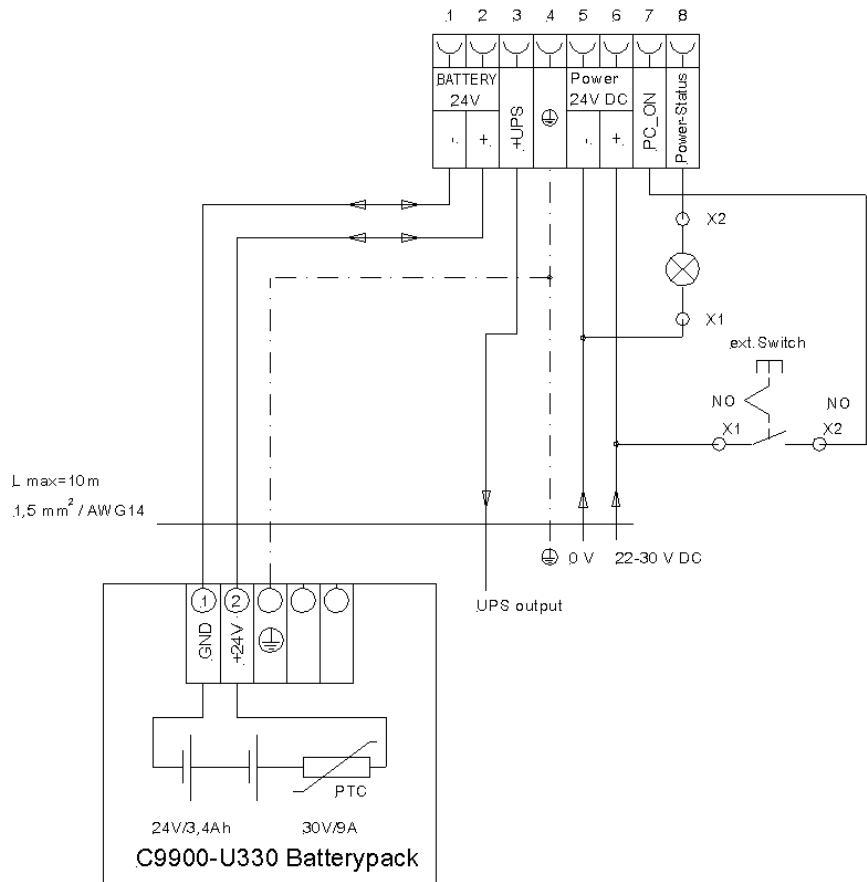 1 2 3 4 5 6 7 8
BATTERY
24V
- +
+UPS
Power
24V DC
- +
PC_ON
Power-Status
X2
X1
ext.Switch
NO NO
X1 X2
L max=10m
1,5 mm² / AWG14
0 V 22-30 V DC
UPS output
1 2
GND
+24V
PTC
24V/3,4Ah 30V/9A
C9900-U330 Batterypack